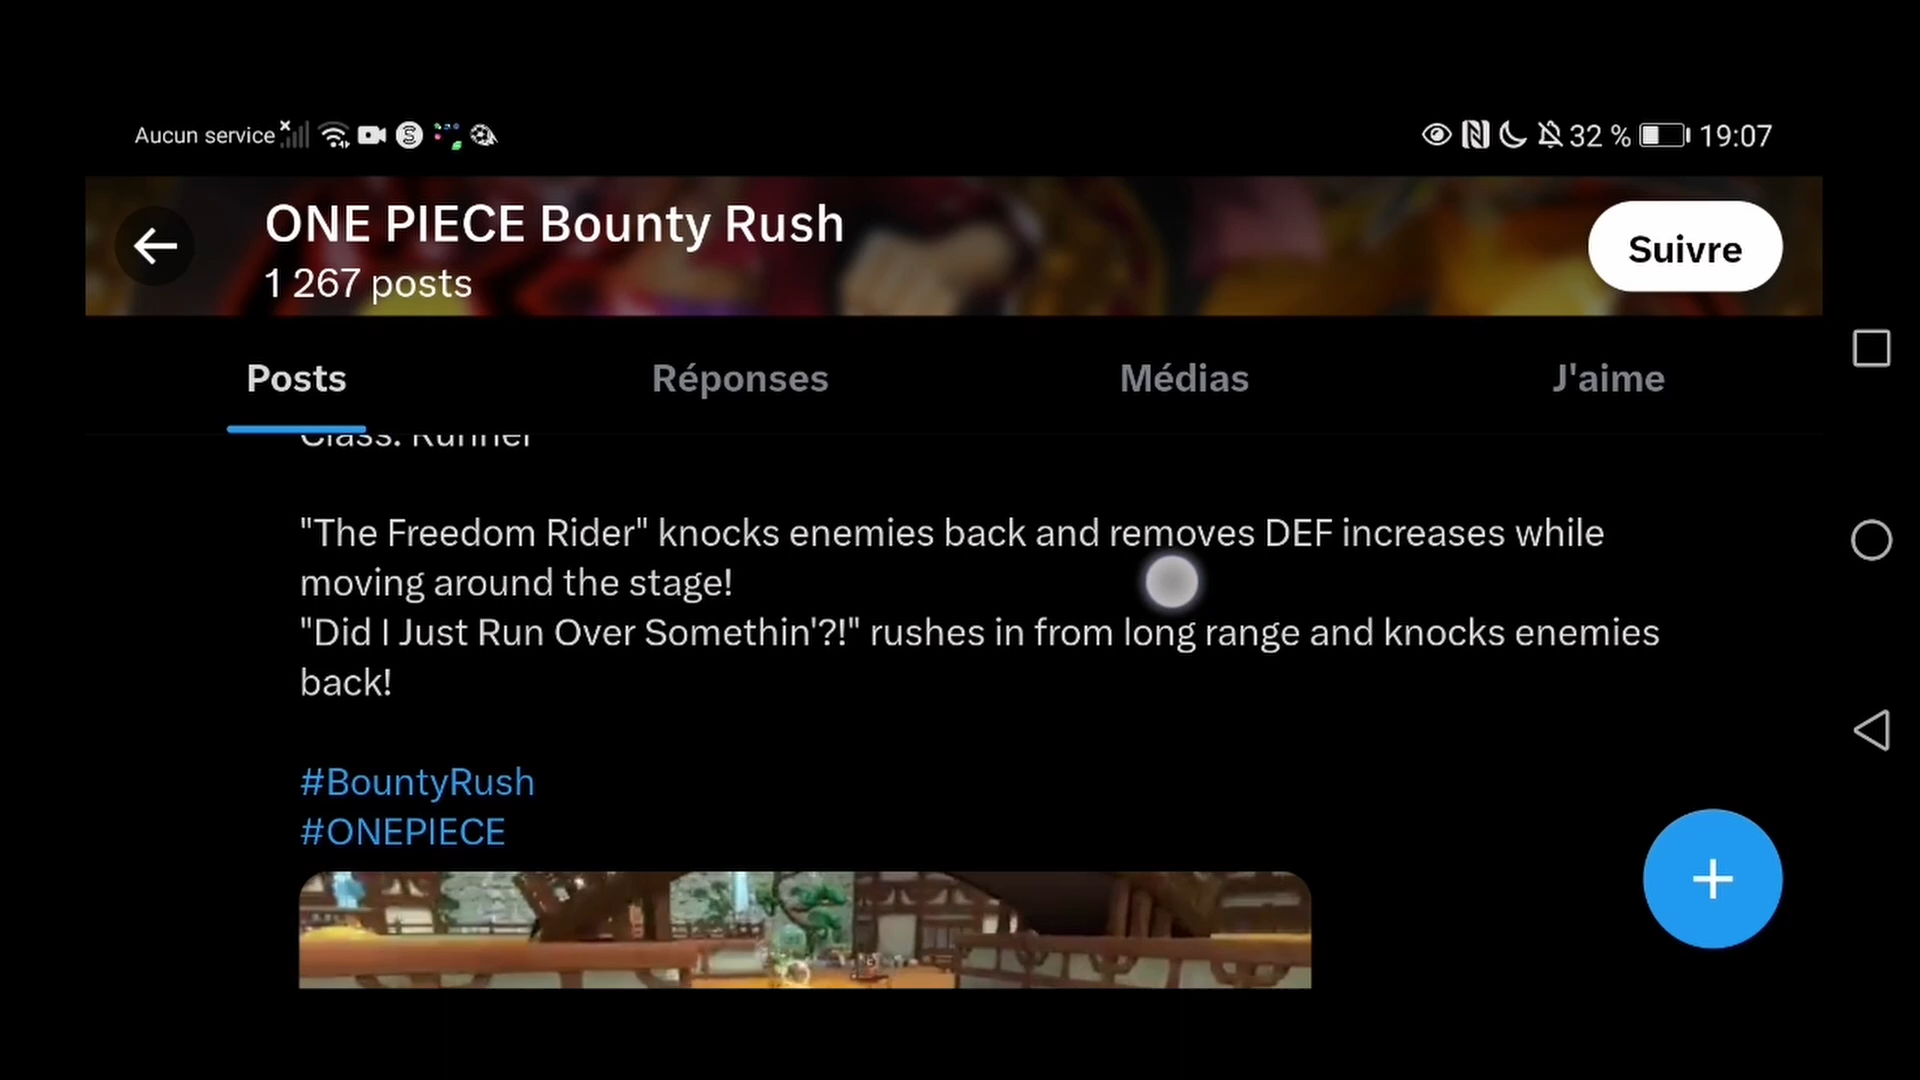 Aucun service
32 %
19:07
ONE PIECE Bounty Rush
1 267 posts
Suivre
Posts
Réponses
Médias
J'aime
Class: Runner
"The Freedom Rider" knocks enemies back and removes DEF increases while
moving around the stage!
"Did I Just Run Over Somethin'?!" rushes in from long range and knocks enemies
back!
#BountyRush
#ONEPIECE